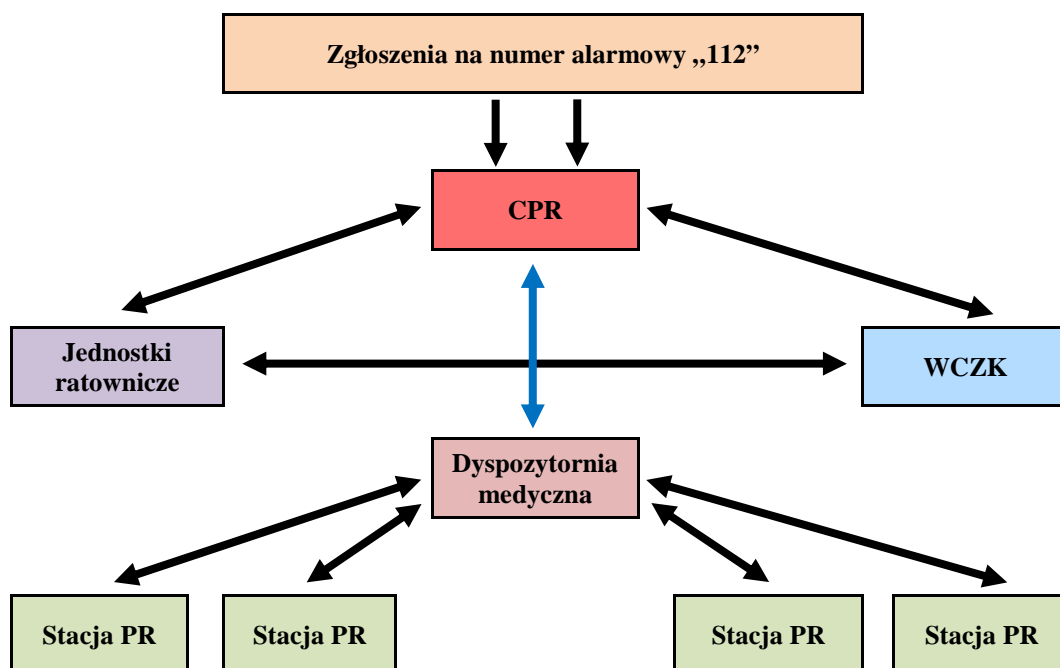 Zgłoszenia na numer alarmowy „112”
CPR
Jednostki
ratownicze
WCZK
Dyspozytornia
medyczna
Stacja PR
Stacja PR
Stacja PR
Stacja PR